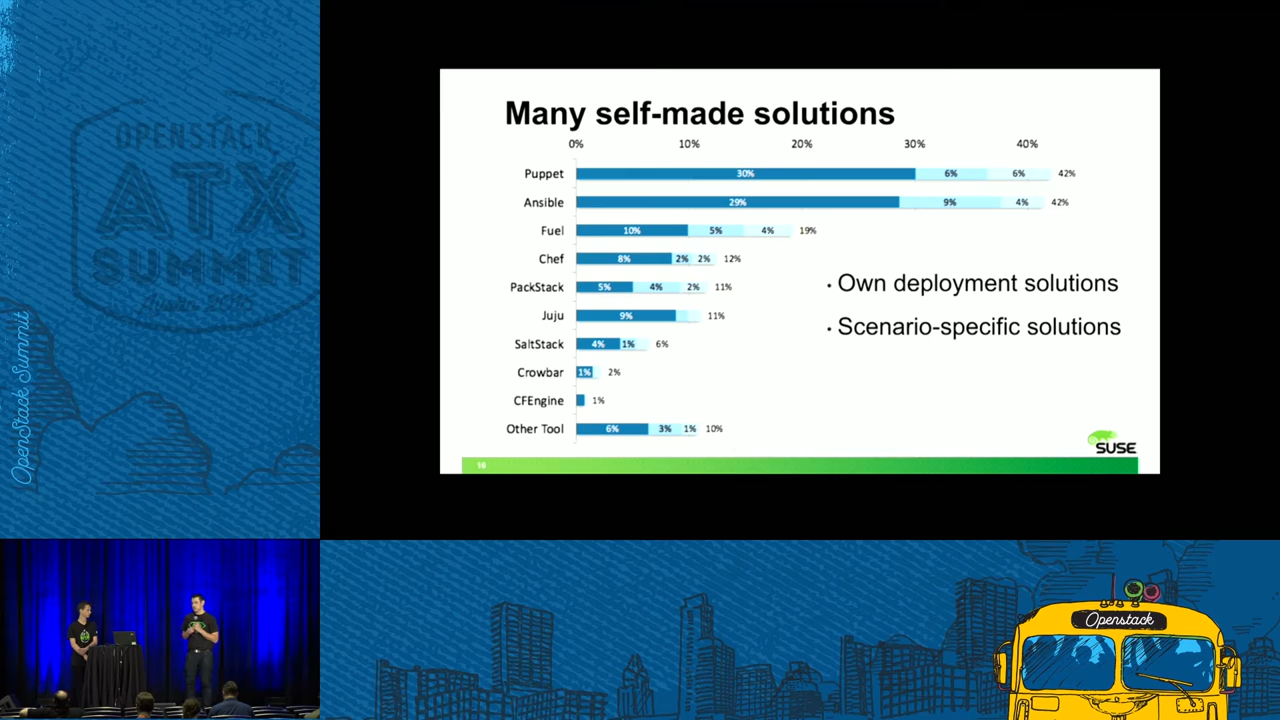 OPENSTACK
ATX
SUMMIT
OpenStack Summit
Many self-made solutions
0% 10% 20% 30% 40%
Puppet 30% 6% 6% 42%
Ansible 29% 9% 4% 42%
Fuel 10% 5% 4% 19%
Chef 8% 2% 2% 12%
PackStack 5% 4% 2% 11%
Juju 9% 11%
SaltStack 4% 1% 6%
Crowbar 1% 2%
CFEngine 1%
Other Tool 6% 3% 1% 10%
• Own deployment solutions
• Scenario-specific solutions
SUSE
Openstack